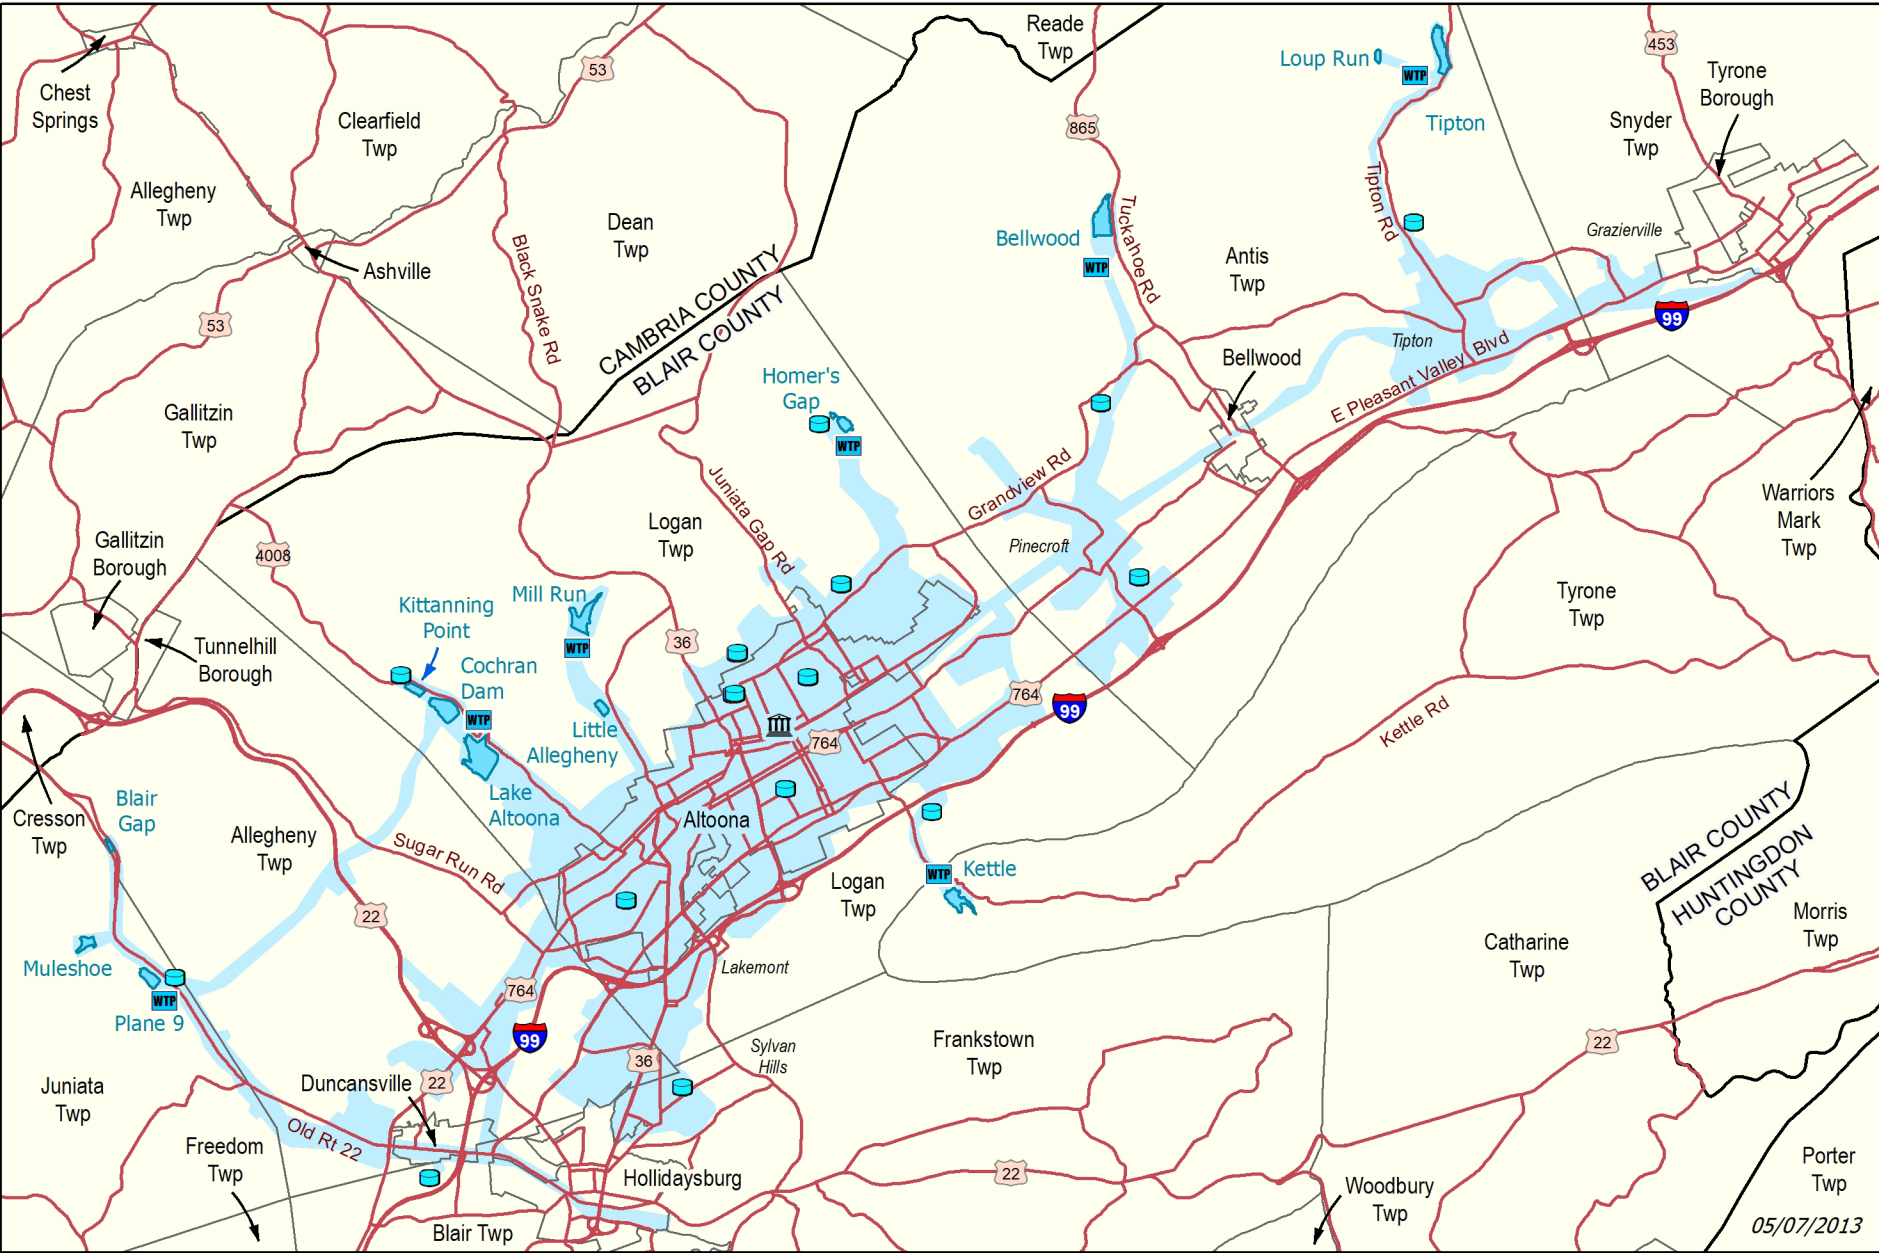 Reade
Twp
Loup Run
WTP
453
Tyrone
Borough
Chest
Springs
53
Clearfield
Twp
865
Tipton
Snyder
Twp
Allegheny
Twp
Dean
Twp
Tuckahoe Rd
Tipton Rd
Grazierville
Bellwood
WTP
Antis
Twp
Ashville
Black Snake Rd
CAMBRIA COUNTY
BLAIR COUNTY
53
99
Tipton
E Pleasant Valley Blvd
Bellwood
Homer's
Gap
WTP
Gallitzin
Twp
Juniata Gap Rd
Grandview Rd
Warriors
Mark
Twp
Logan
Twp
Gallitzin
Borough
4008
Pinecroft
Mill Run
WTP
Kittanning
Point
Tyrone
Twp
36
Tunnelhill
Borough
Cochran
Dam
WTP
764
99
Little
Allegheny
764
Kettle Rd
Lake
Altoona
Blair
Gap
Cresson
Twp
Allegheny
Twp
Altoona
Sugar Run Rd
BLAIR COUNTY
HUNTINGDON
COUNTY
WTP
Kettle
Logan
Twp
22
Morris
Twp
Catharine
Twp
Muleshoe
Lakemont
WTP
Plane 9
764
99
Frankstown
Twp
22
Sylvan
Hills
36
Juniata
Twp
Duncansville
22
Old Rt 22
Freedom
Twp
Hollidaysburg
22
Porter
Twp
Woodbury
Twp
Blair Twp
05/07/2013